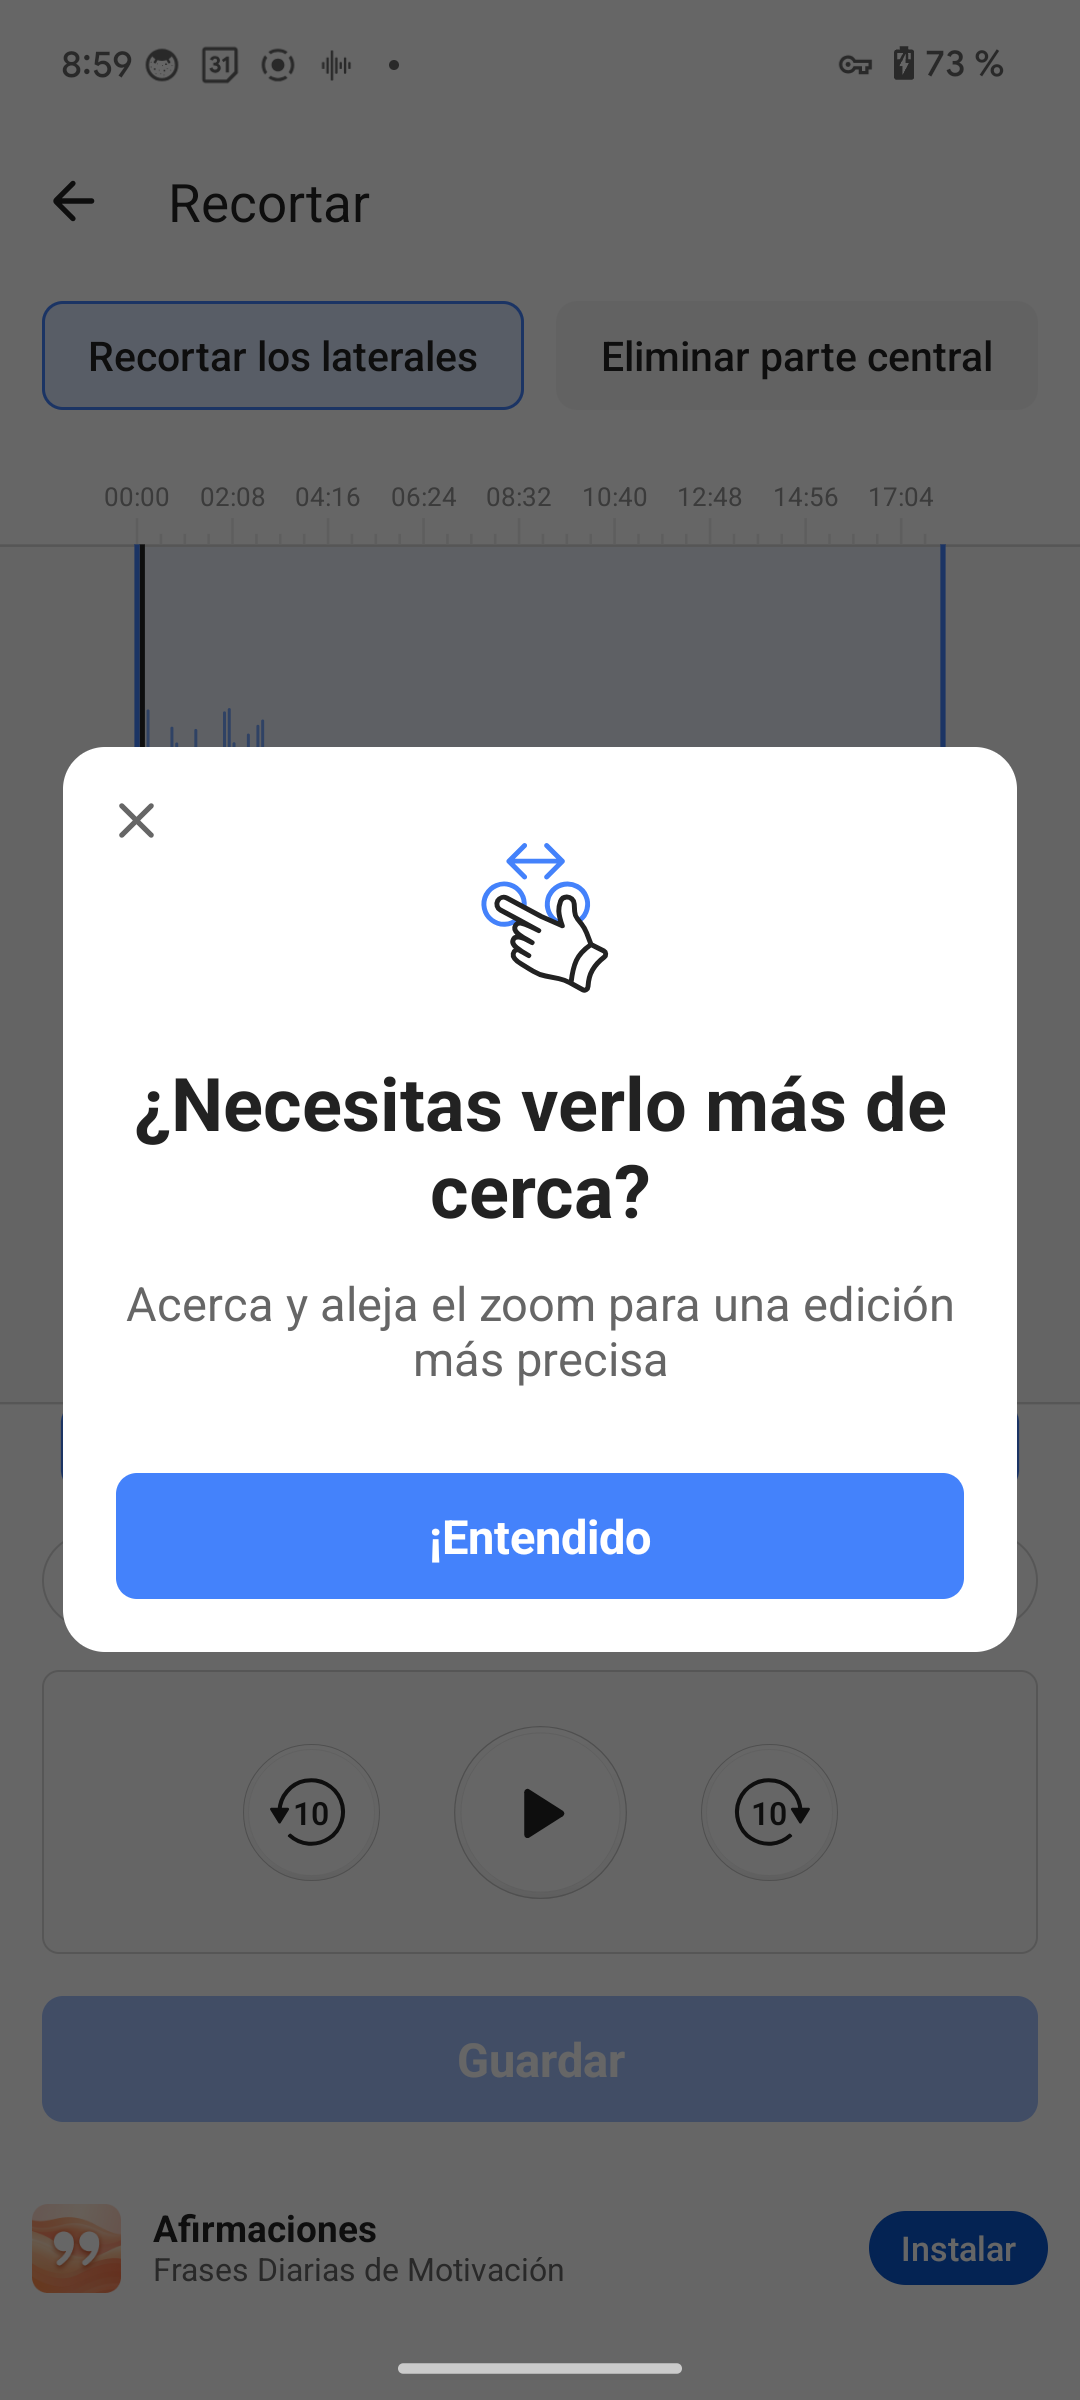 8:59 31 73 %
Recortar
Recortar los laterales Eliminar parte central
00:00 02:08 04:16 06:24 08:32 10:40 12:48 14:56 17:04
¿Necesitas verlo más de
cerca?
Acerca y aleja el zoom para una edición
más precisa
¡Entendido
10 10
Guardar
Afirmaciones
Frases Diarias de Motivación
Instalar